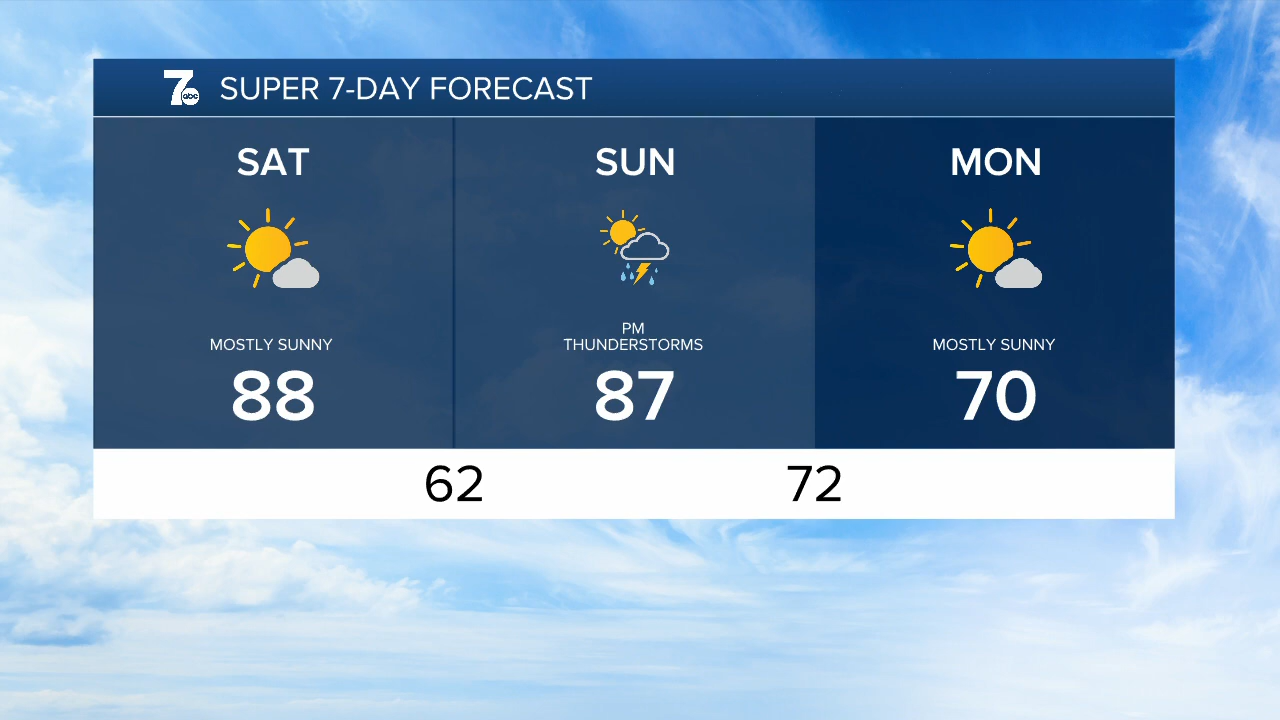 7 abc SUPER 7-DAY FORECAST
SAT
SUN
MON
MOSTLY SUNNY
PM
THUNDERSTORMS
MOSTLY SUNNY
88
87
70
62
72